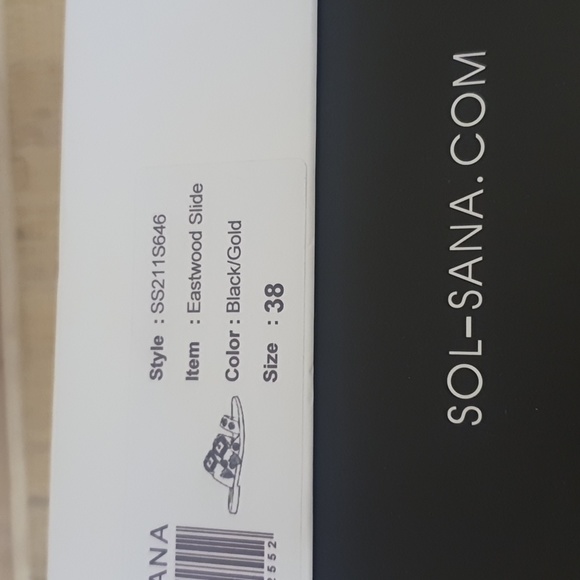 Style : SS211S646
Item : Eastwood Slide
Color : Black/Gold
Size : 38
SOL-SANA.COM